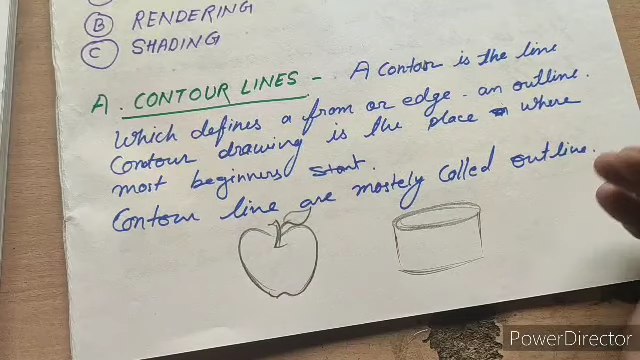 B RENDERING
C SHADING
A. CONTOUR LINES - A Contour is the line
Which defines a from or edge - an outline.
Contour drawing is the place where
most beginners start.
Contour line are mostely Called outline.
PowerDirector